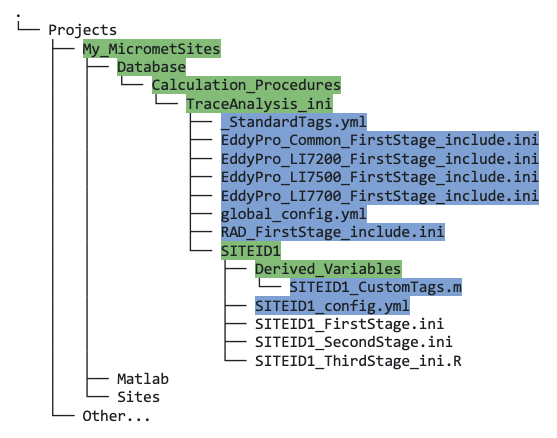 .
Projects
My_MicrometSites
Database
Calculation_Procedures
TraceAnalysis_ini
_StandardTags.yml
EddyPro_Common_FirstStage_include.ini
EddyPro_LI7200_FirstStage_include.ini
EddyPro_LI7500_FirstStage_include.ini
EddyPro_LI7700_FirstStage_include.ini
global_config.yml
RAD_FirstStage_include.ini
SITEID1
Derived_Variables
SITEID1_CustomTags.m
SITEID1_config.yml
SITEID1_FirstStage.ini
SITEID1_SecondStage.ini
SITEID1_ThirdStage_ini.R
Matlab
Sites
Other...